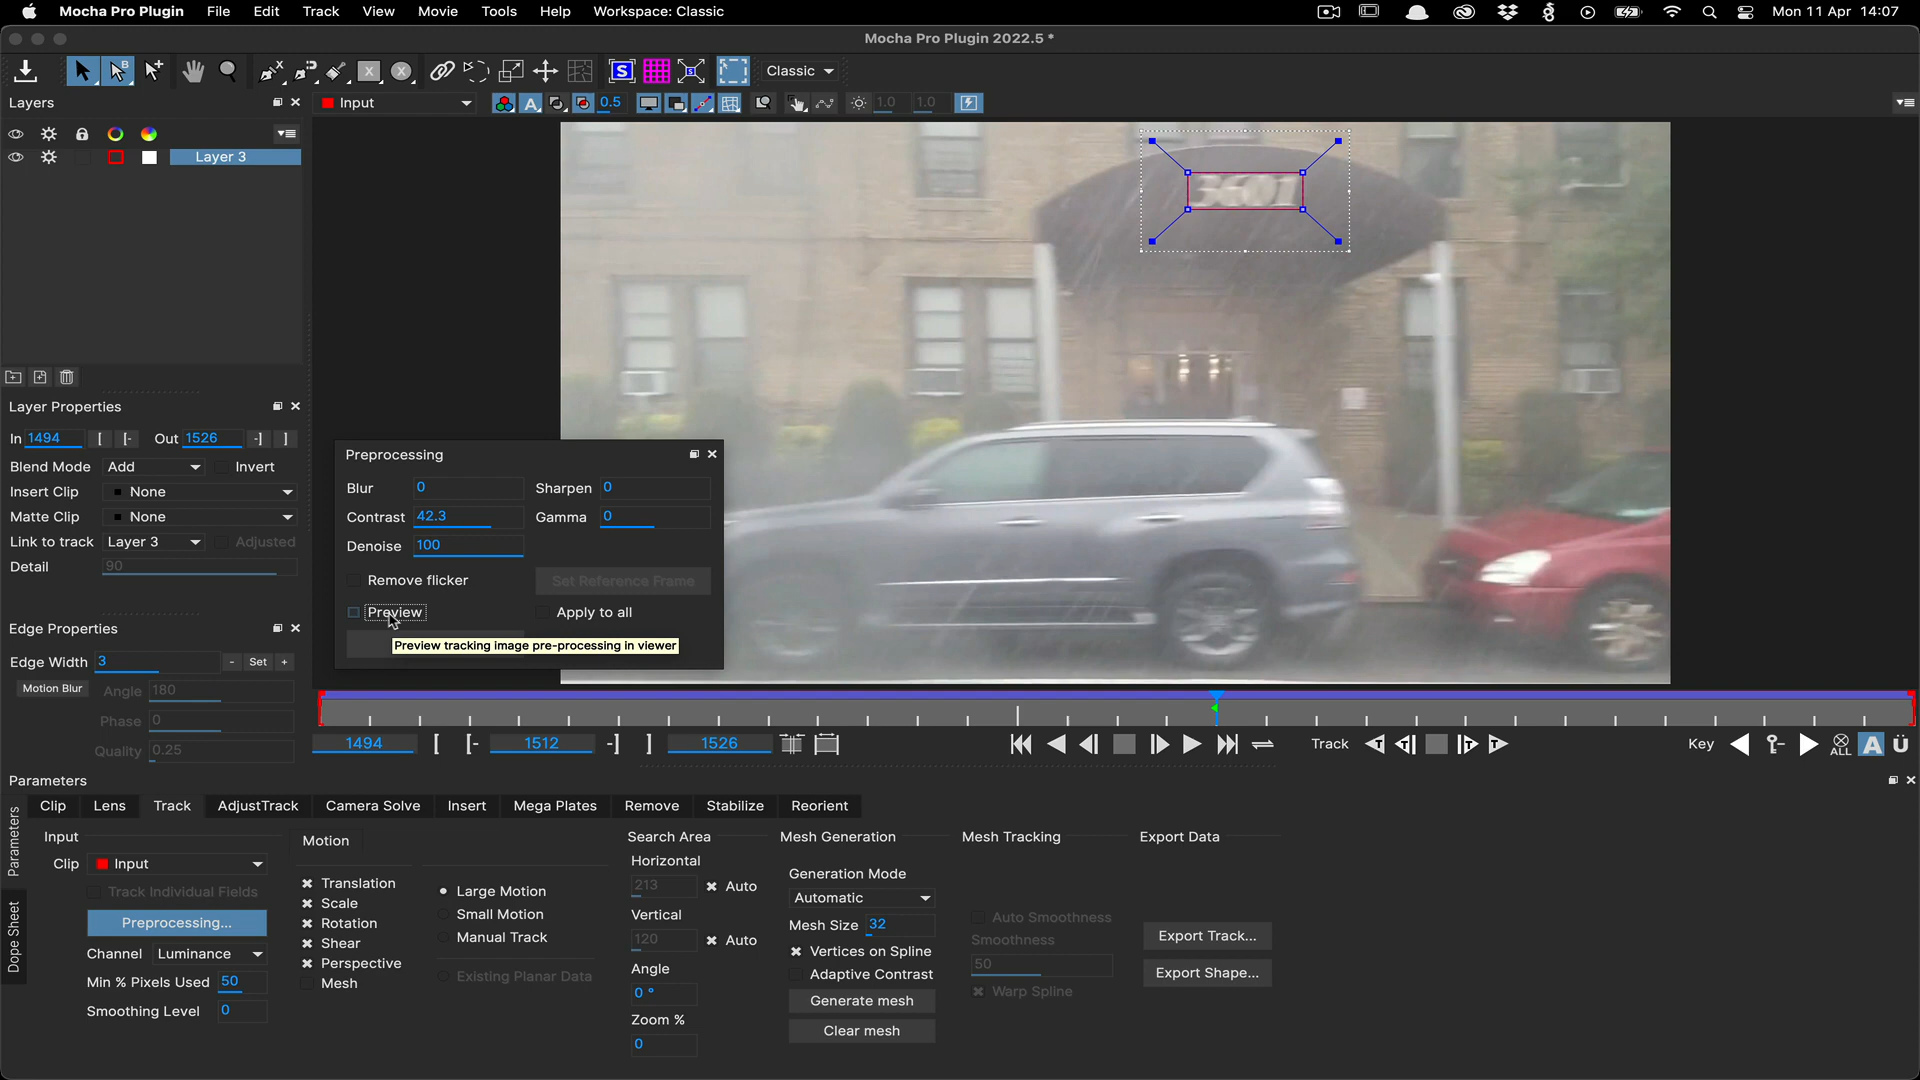 Mocha Pro Plugin File Edit Track View Movie Tools Help Workspace: Classic Mon 11 Apr 14:07
Mocha Pro Plugin 2022.5 *
Classic
Layers
Input 0.5 1.0 1.0
Layer 3
3601
Layer Properties
In 1494 [ [- Out 1526 -] ]
Blend Mode Add Invert
Insert Clip None
Matte Clip None
Link to track Layer 3 Adjusted
Detail 90
Preprocessing
Blur 0 Sharpen 0
Contrast 42.3 Gamma 0
Denoise 100
Remove flicker Set Reference Frame
Preview Apply to all
Preview tracking image pre-processing in viewer
Edge Properties
Edge Width 3 - Set +
Motion Blur Angle 180
Phase 0
Quality 0.25
1494 [ [- 1512 -] ] 1526 Track Key ALL A Ü
Parameters
Clip Lens Track AdjustTrack Camera Solve Insert Mega Plates Remove Stabilize Reorient
Parameters
Dope Sheet
Input
Clip Input
Track Individual Fields
Preprocessing...
Channel Luminance
Min % Pixels Used 50
Smoothing Level 0
Motion
Translation
Scale
Rotation
Shear
Perspective
Mesh
Large Motion
Small Motion
Manual Track
Existing Planar Data
Search Area
Horizontal
213 Auto
Vertical
120 Auto
Angle
0 °
Zoom %
0
Mesh Generation
Generation Mode
Automatic
Mesh Size 32
Vertices on Spline
Adaptive Contrast
Generate mesh
Clear mesh
Mesh Tracking
Auto Smoothness
Smoothness
50
Warp Spline
Export Data
Export Track...
Export Shape...